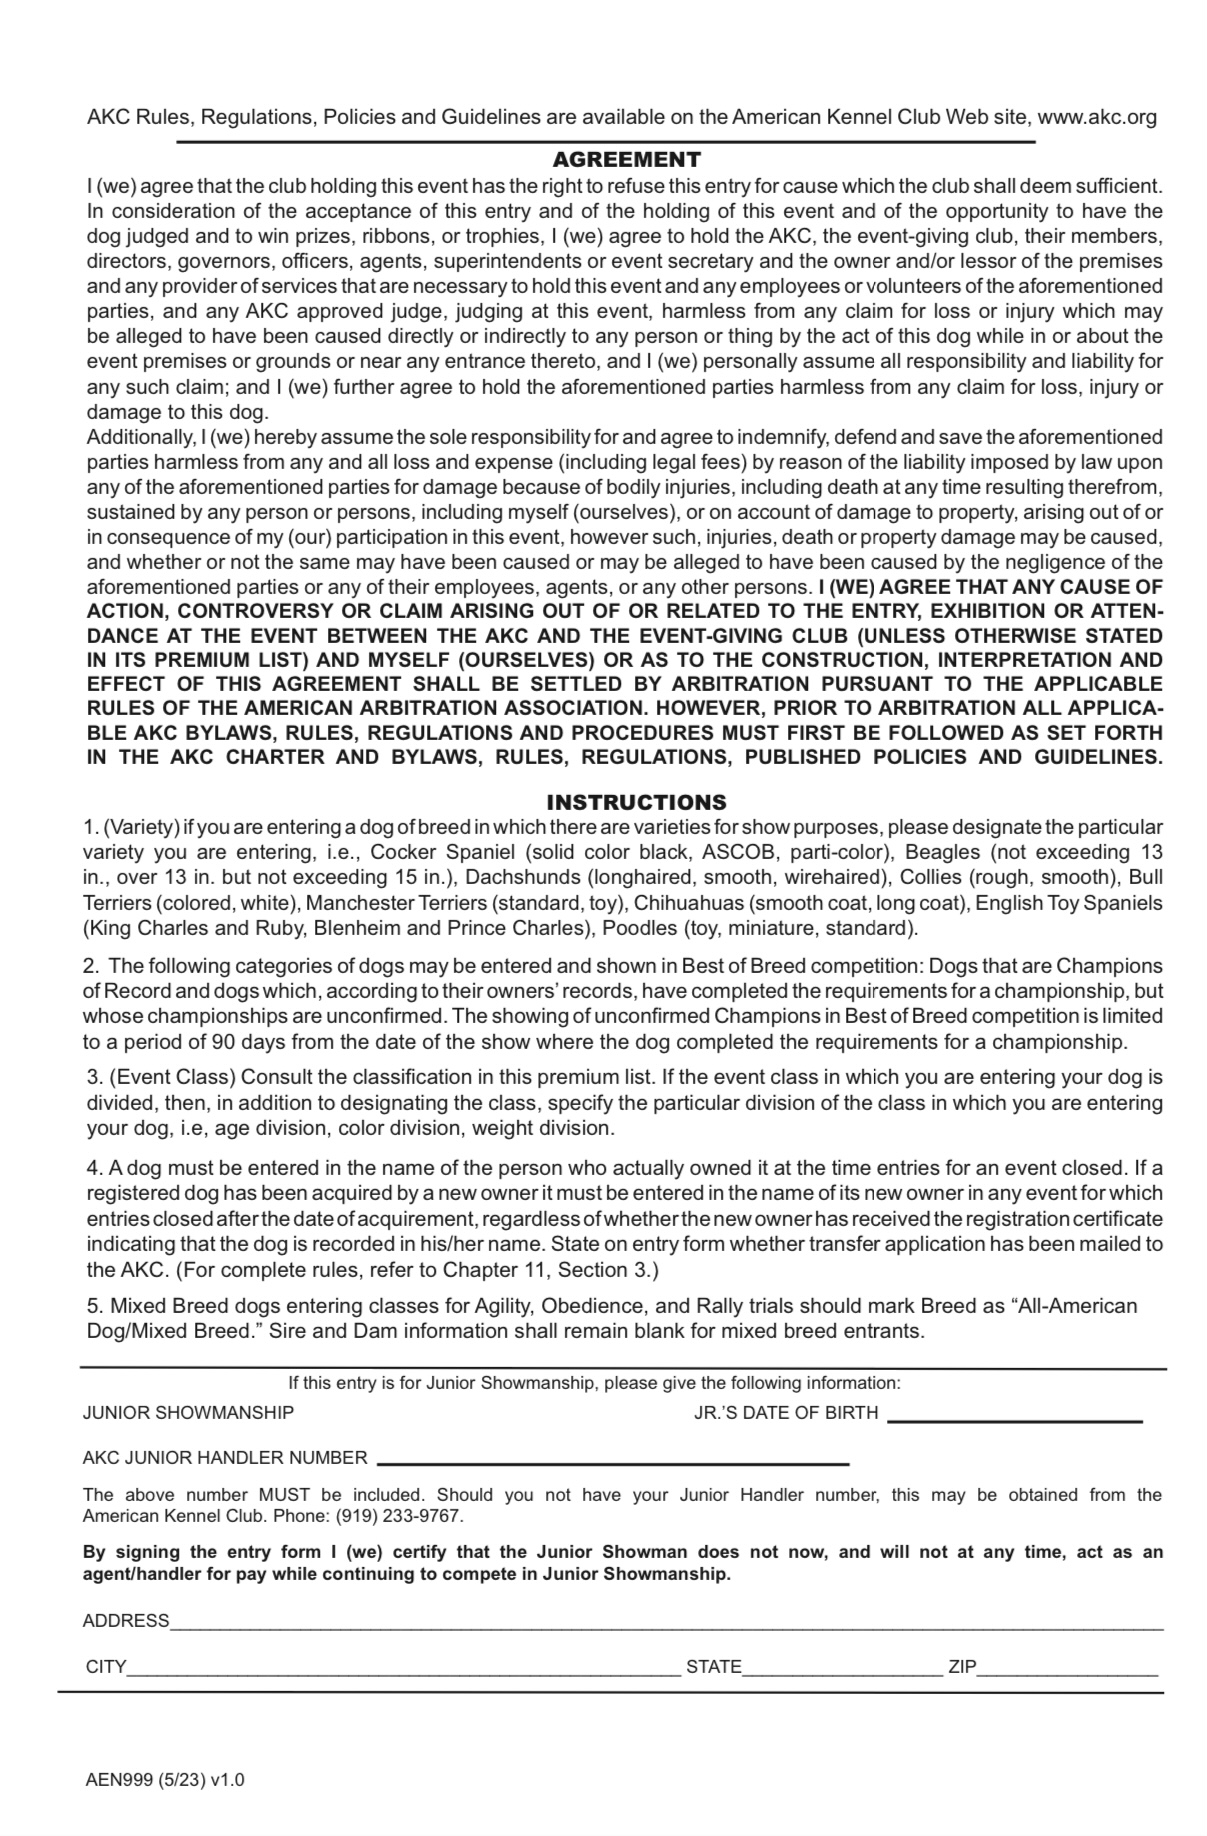 AKC Rules, Regulations, Policies and Guidelines are available on the American Kennel Club Web site, www.akc.org
AGREEMENT
I (we) agree that the club holding this event has the right to refuse this entry for cause which the club shall deem sufficient.
In consideration of the acceptance of this entry and of the holding of this event and of the opportunity to have the
dog judged and to win prizes, ribbons, or trophies, I (we) agree to hold the AKC, the event-giving club, their members,
directors, governors, officers, agents, superintendents or event secretary and the owner and/or lessor of the premises
and any provider of services that are necessary to hold this event and any employees or volunteers of the aforementioned
parties, and any AKC approved judge, judging at this event, harmless from any claim for loss or injury which may
be alleged to have been caused directly or indirectly to any person or thing by the act of this dog while in or about the
event premises or grounds or near any entrance thereto, and I (we) personally assume all responsibility and liability for
any such claim; and I (we) further agree to hold the aforementioned parties harmless from any claim for loss, injury or
damage to this dog.
Additionally, I (we) hereby assume the sole responsibility for and agree to indemnify, defend and save the aforementioned
parties harmless from any and all loss and expense (including legal fees) by reason of the liability imposed by law upon
any of the aforementioned parties for damage because of bodily injuries, including death at any time resulting therefrom,
sustained by any person or persons, including myself (ourselves), or on account of damage to property, arising out of or
in consequence of my (our) participation in this event, however such, injuries, death or property damage may be caused,
and whether or not the same may have been caused or may be alleged to have been caused by the negligence of the
aforementioned parties or any of their employees, agents, or any other persons. I (WE) AGREE THAT ANY CAUSE OF
ACTION, CONTROVERSY OR CLAIM ARISING OUT OF OR RELATED TO THE ENTRY, EXHIBITION OR ATTEN-
DANCE AT THE EVENT BETWEEN THE AKC AND THE EVENT-GIVING CLUB (UNLESS OTHERWISE STATED
IN ITS PREMIUM LIST) AND MYSELF (OURSELVES) OR AS TO THE CONSTRUCTION, INTERPRETATION AND
EFFECT OF THIS AGREEMENT SHALL BE SETTLED BY ARBITRATION PURSUANT TO THE APPLICABLE
RULES OF THE AMERICAN ARBITRATION ASSOCIATION. HOWEVER, PRIOR TO ARBITRATION ALL APPLICA-
BLE AKC BYLAWS, RULES, REGULATIONS AND PROCEDURES MUST FIRST BE FOLLOWED AS SET FORTH
IN THE AKC CHARTER AND BYLAWS, RULES, REGULATIONS, PUBLISHED POLICIES AND GUIDELINES.
INSTRUCTIONS
1. (Variety) if you are entering a dog of breed in which there are varieties for show purposes, please designate the particular
variety you are entering, i.e., Cocker Spaniel (solid color black, ASCOB, parti-color), Beagles (not exceeding 13
in., over 13 in. but not exceeding 15 in.), Dachshunds (longhaired, smooth, wirehaired), Collies (rough, smooth), Bull
Terriers (colored, white), Manchester Terriers (standard, toy), Chihuahuas (smooth coat, long coat), English Toy Spaniels
(King Charles and Ruby, Blenheim and Prince Charles), Poodles (toy, miniature, standard).
2. The following categories of dogs may be entered and shown in Best of Breed competition: Dogs that are Champions
of Record and dogs which, according to their owners' records, have completed the requirements for a championship, but
whose championships are unconfirmed. The showing of unconfirmed Champions in Best of Breed competition is limited
to a period of 90 days from the date of the show where the dog completed the requirements for a championship.
3. (Event Class) Consult the classification in this premium list. If the event class in which you are entering your dog is
divided, then, in addition to designating the class, specify the particular division of the class in which you are entering
your dog, i.e, age division, color division, weight division.
4. A dog must be entered in the name of the person who actually owned it at the time entries for an event closed. If a
registered dog has been acquired by a new owner it must be entered in the name of its new owner in any event for which
entries closed after the date of acquirement, regardless of whether the new owner has received the registration certificate
indicating that the dog is recorded in his/her name. State on entry form whether transfer application has been mailed to
the AKC. (For complete rules, refer to Chapter 11, Section 3.)
5. Mixed Breed dogs entering classes for Agility, Obedience, and Rally trials should mark Breed as “All-American
Dog/Mixed Breed.” Sire and Dam information shall remain blank for mixed breed entrants.
If this entry is for Junior Showmanship, please give the following information:
JUNIOR SHOWMANSHIP JR.'S DATE OF BIRTH
AKC JUNIOR HANDLER NUMBER
The above number MUST be included. Should you not have your Junior Handler number, this may be obtained from the
American Kennel Club. Phone: (919) 233-9767.
By signing the entry form I (we) certify that the Junior Showman does not now, and will not at any time, act as an
agent/handler for pay while continuing to compete in Junior Showmanship.
ADDRESS
CITY STATE ZIP
AEN999 (5/23) v1.0